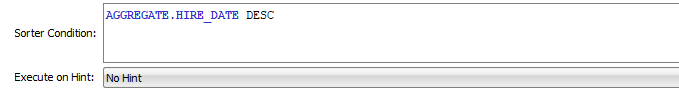 AGGREGATE.HIRE_DATE DESC
Sorter Condition:
Execute on Hint: No Hint